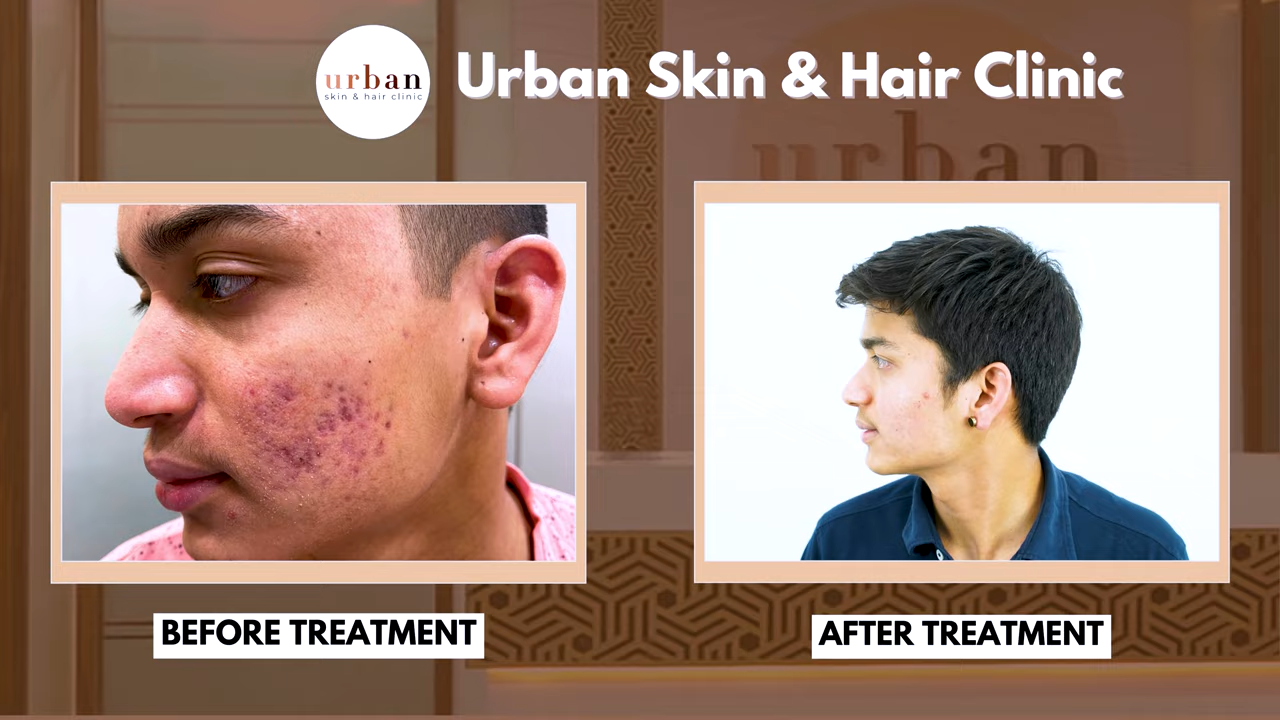 urban
skin & hair clinic
Urban Skin & Hair Clinic
urban
BEFORE TREATMENT
AFTER TREATMENT